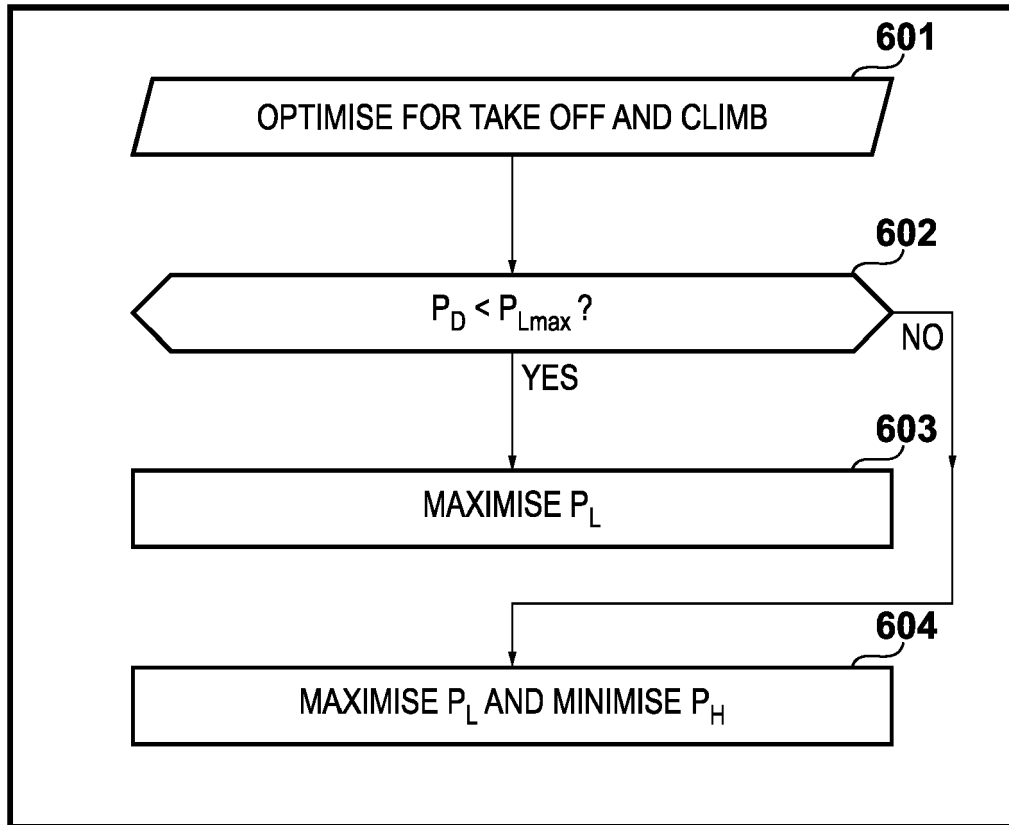 601
OPTIMISE FOR TAKE OFF AND CLIMB
602
P_D < P_Lmax ?
NO
YES
603
MAXIMISE P_L
604
MAXIMISE P_L AND MINIMISE P_H